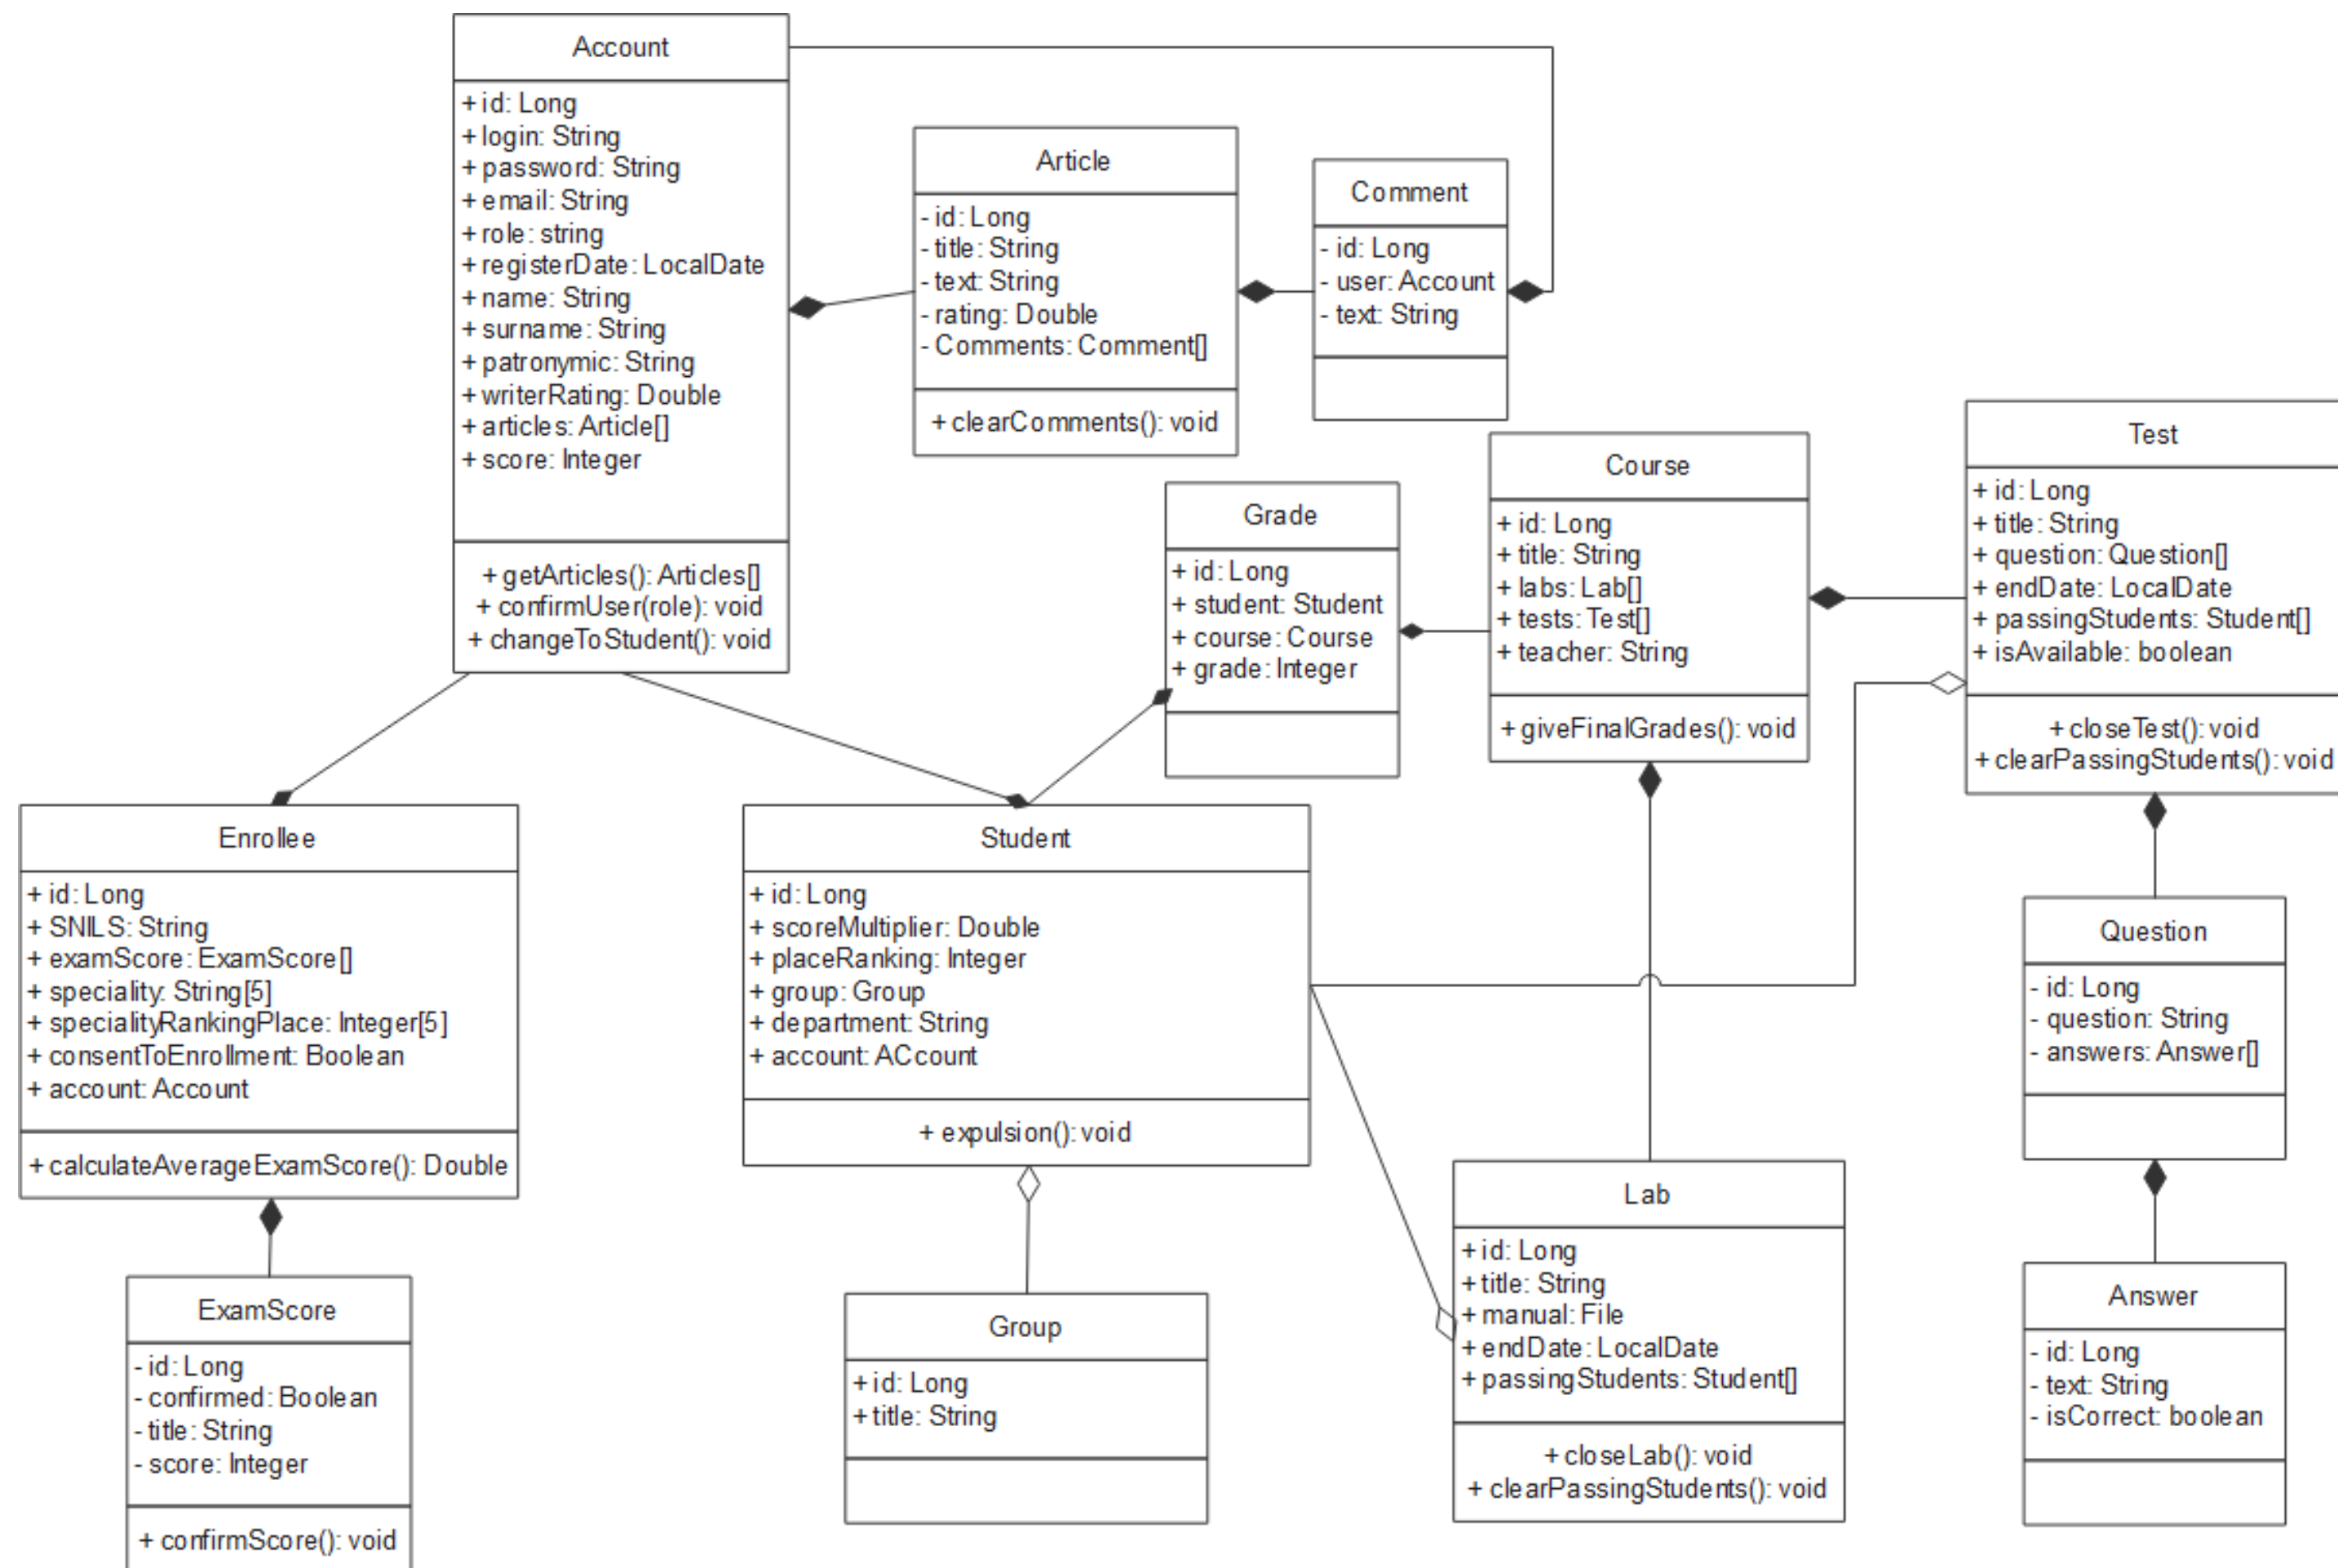 Account
+ id: Long
+ login: String
+ password: String
+ email: String
+ role: string
+ registerDate: LocalDate
+ name: String
+ surname: String
+ patronymic: String
+ writerRating: Double
+ articles: Article[]
+ score: Integer
+ getArticles(): Articles[]
+ confirmUser(role): void
+ changeToStudent(): void
Article
- id: Long
- title: String
- text: String
- rating: Double
- Comments: Comment[]
+ clearComments(): void
Comment
- id: Long
- user: Account
- text: String
Grade
+ id: Long
+ student: Student
+ course: Course
+ grade: Integer
Course
+ id: Long
+ title: String
+ labs: Lab[]
+ tests: Test[]
+ teacher: String
+ giveFinalGrades(): void
Test
+ id: Long
+ title: String
+ question: Question[]
+ endDate: LocalDate
+ passingStudents: Student[]
+ isAvailable: boolean
+ closeTest(): void
+ clearPassingStudents(): void
Enrollee
+ id: Long
+ SNILS: String
+ examScore: ExamScore[]
+ speciality: String[5]
+ specialityRankingPlace: Integer[5]
+ consentToEnrollment: Boolean
+ account: Account
+ calculateAverageExamScore(): Double
Student
+ id: Long
+ scoreMultiplier: Double
+ placeRanking: Integer
+ group: Group
+ department: String
+ account: ACcount
+ expulsion(): void
Question
- id: Long
- question: String
- answers: Answer[]
ExamScore
- id: Long
- confirmed: Boolean
- title: String
- score: Integer
+ confirmScore(): void
Group
+ id: Long
+ title: String
Lab
+ id: Long
+ title: String
+ manual: File
+ endDate: LocalDate
+ passingStudents: Student[]
+ closeLab(): void
+ clearPassingStudents(): void
Answer
- id: Long
- text: String
- isCorrect: boolean